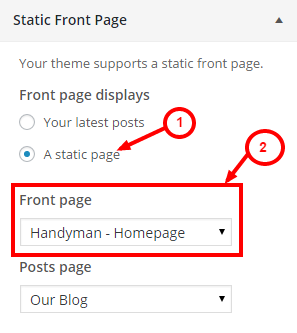 Static Front Page
Your theme supports a static front page.
Front page displays
Your latest posts
1
A static page
2
Front page
Handyman - Homepage
Posts page
Our Blog